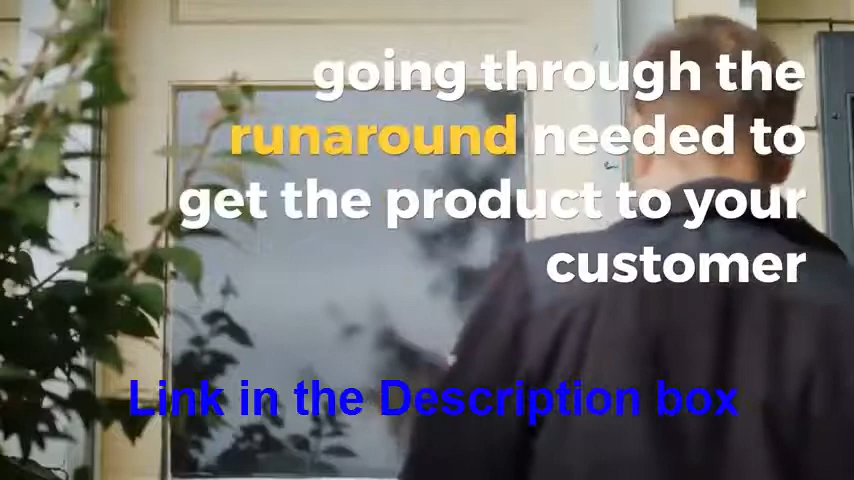 going through the
runaround needed to
get the product to your
customer
Link in the Description box